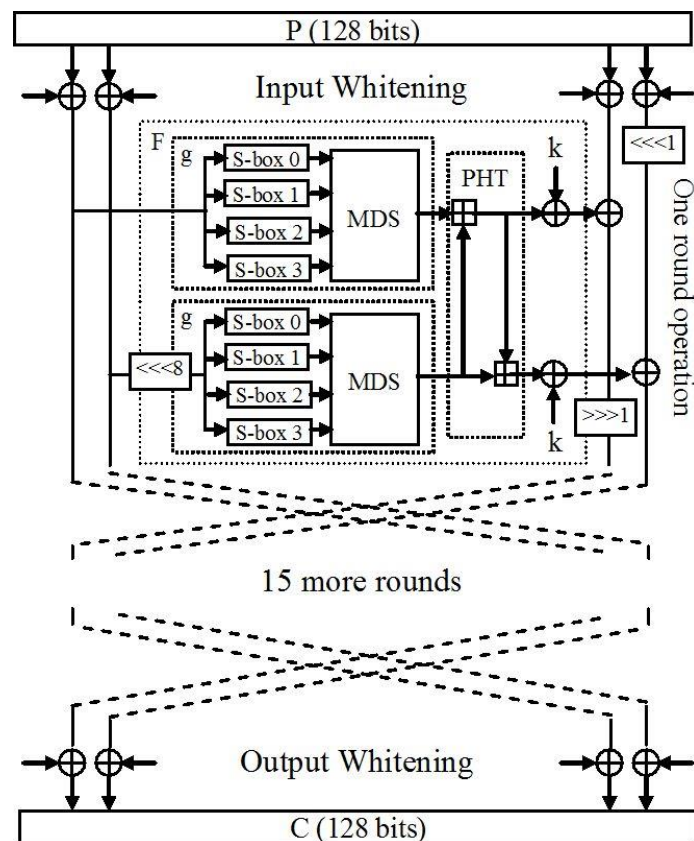 P (128 bits)
Input Whitening
<<<1
F
g
S-box 0
S-box 1
S-box 2
S-box 3
MDS
PHT
k
One round operation
g
S-box 0
S-box 1
S-box 2
S-box 3
<<<8
MDS
k
>>>1
15 more rounds
Output Whitening
C (128 bits)